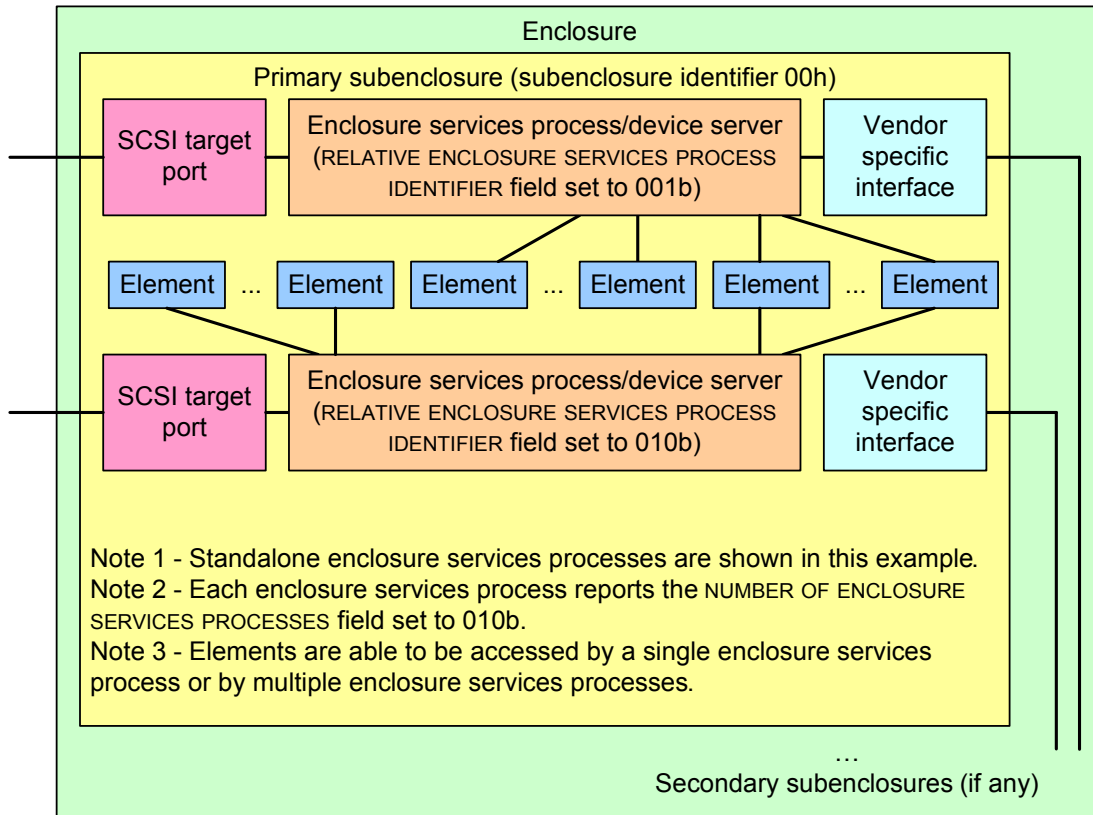 Enclosure
Primary subenclosure (subenclosure identifier 00h)
SCSI target
port
Enclosure services process/device server
(RELATIVE ENCLOSURE SERVICES PROCESS
IDENTIFIER field set to 001b)
Vendor
specific
interface
Element ... Element Element ... Element Element ... Element
SCSI target
port
Enclosure services process/device server
(RELATIVE ENCLOSURE SERVICES PROCESS
IDENTIFIER field set to 010b)
Vendor
specific
interface
Note 1 - Standalone enclosure services processes are shown in this example.
Note 2 - Each enclosure services process reports the NUMBER OF ENCLOSURE
SERVICES PROCESSES field set to 010b.
Note 3 - Elements are able to be accessed by a single enclosure services
process or by multiple enclosure services processes.
...
Secondary subenclosures (if any)